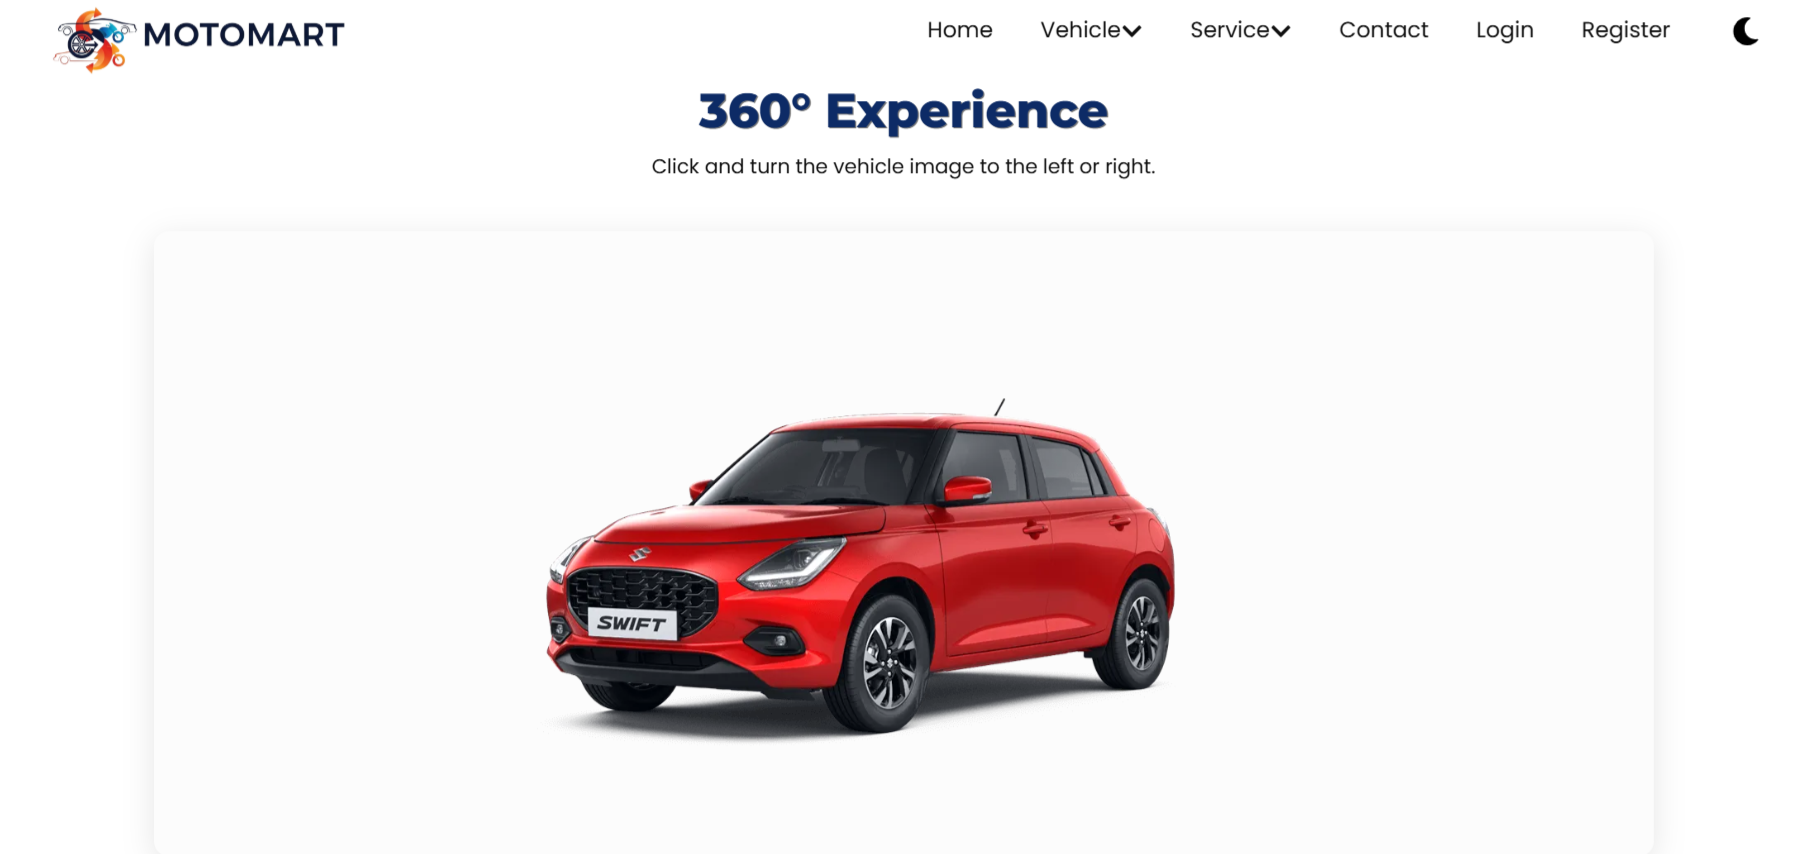 MOTOMART
Home Vehicle Service Contact Login Register
360° Experience
Click and turn the vehicle image to the left or right.
SWIFT